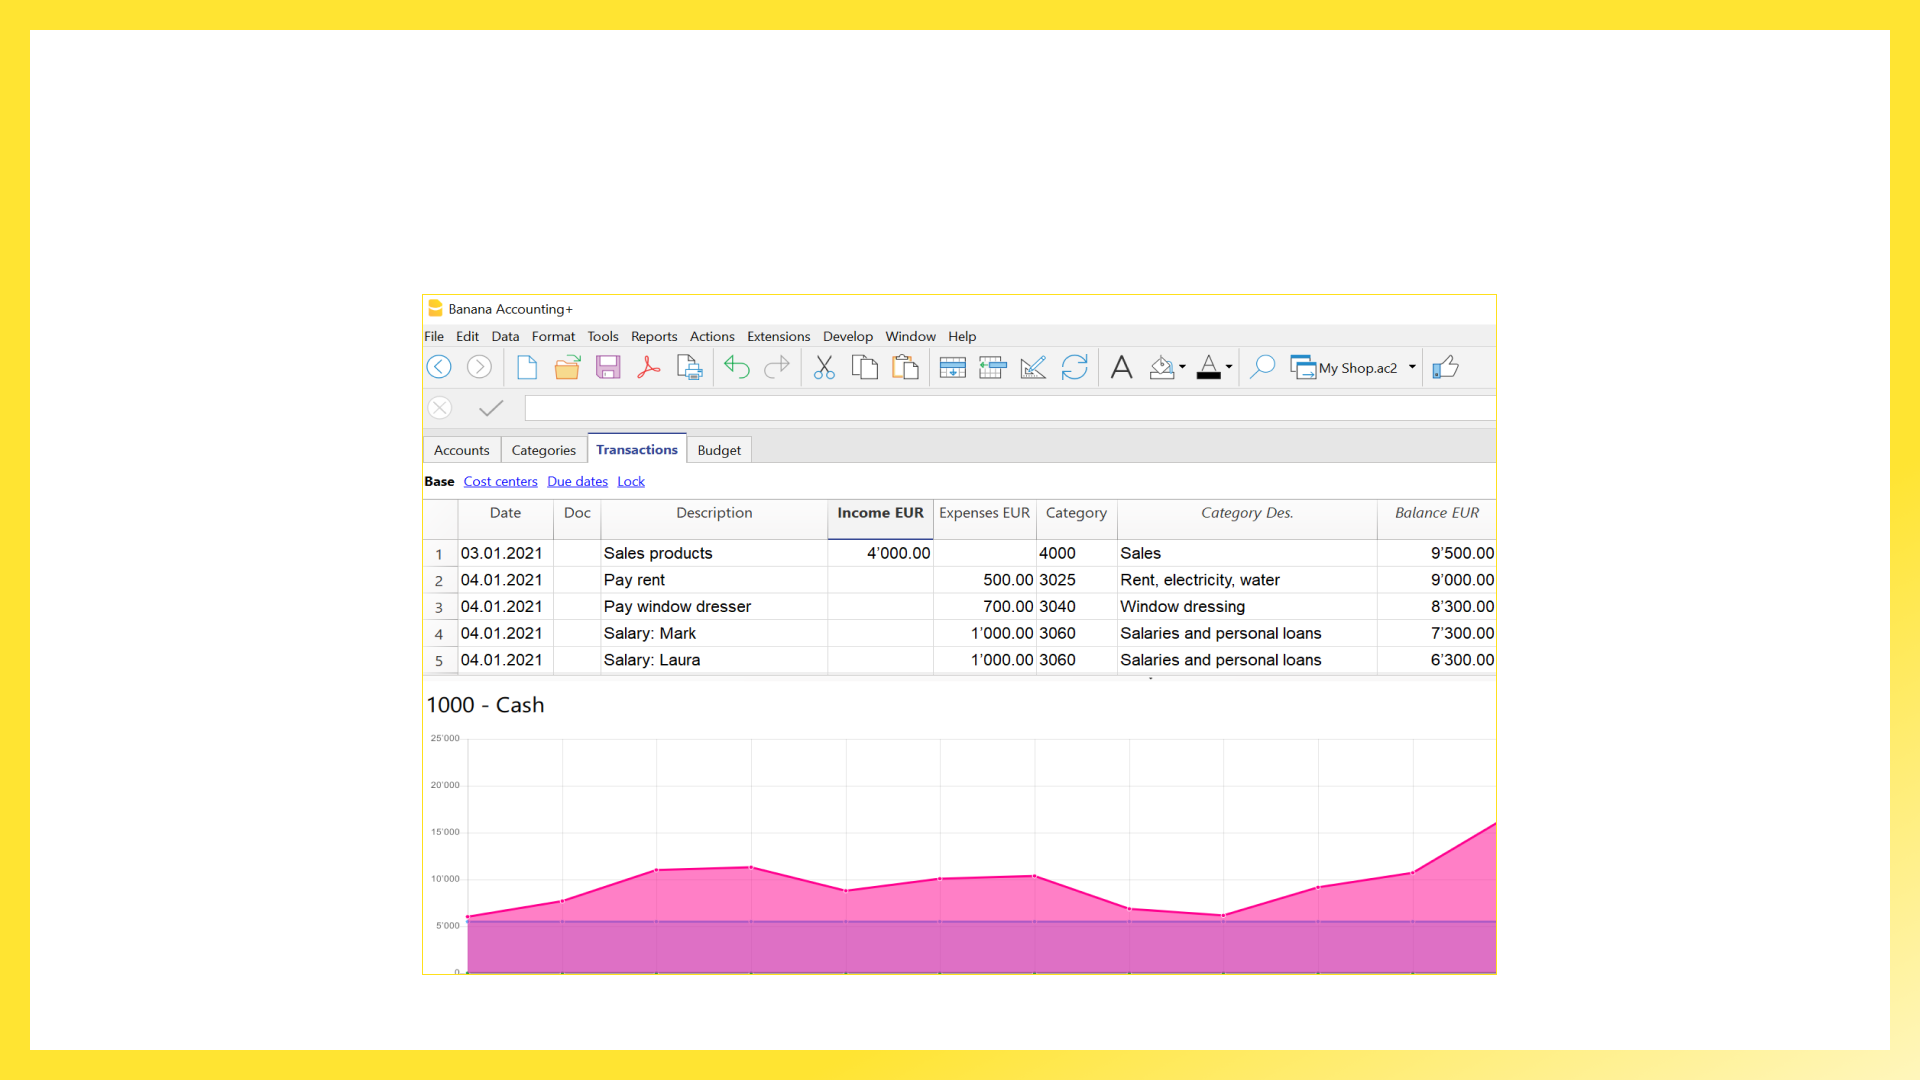 Banana Accounting+
File Edit Data Format Tools Reports Actions Extensions Develop Window Help
My Shop.ac2
Accounts Categories Transactions Budget
Base Cost centers Due dates Lock
Date Doc Description Income EUR Expenses EUR Category Category Des. Balance EUR
1 03.01.2021 Sales products 4'000.00 4000 Sales 9'500.00
2 04.01.2021 Pay rent 500.00 3025 Rent, electricity, water 9'000.00
3 04.01.2021 Pay window dresser 700.00 3040 Window dressing 8'300.00
4 04.01.2021 Salary: Mark 1'000.00 3060 Salaries and personal loans 7'300.00
5 04.01.2021 Salary: Laura 1'000.00 3060 Salaries and personal loans 6'300.00
1000 - Cash
25'000
20'000
15'000
10'000
5'000
0